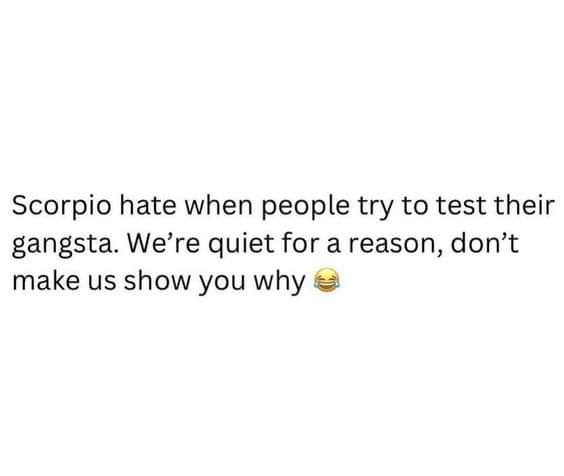 Scorpio hate when people try to test their
gangsta. We’re quiet for a reason, don’t
make us show you why 😂